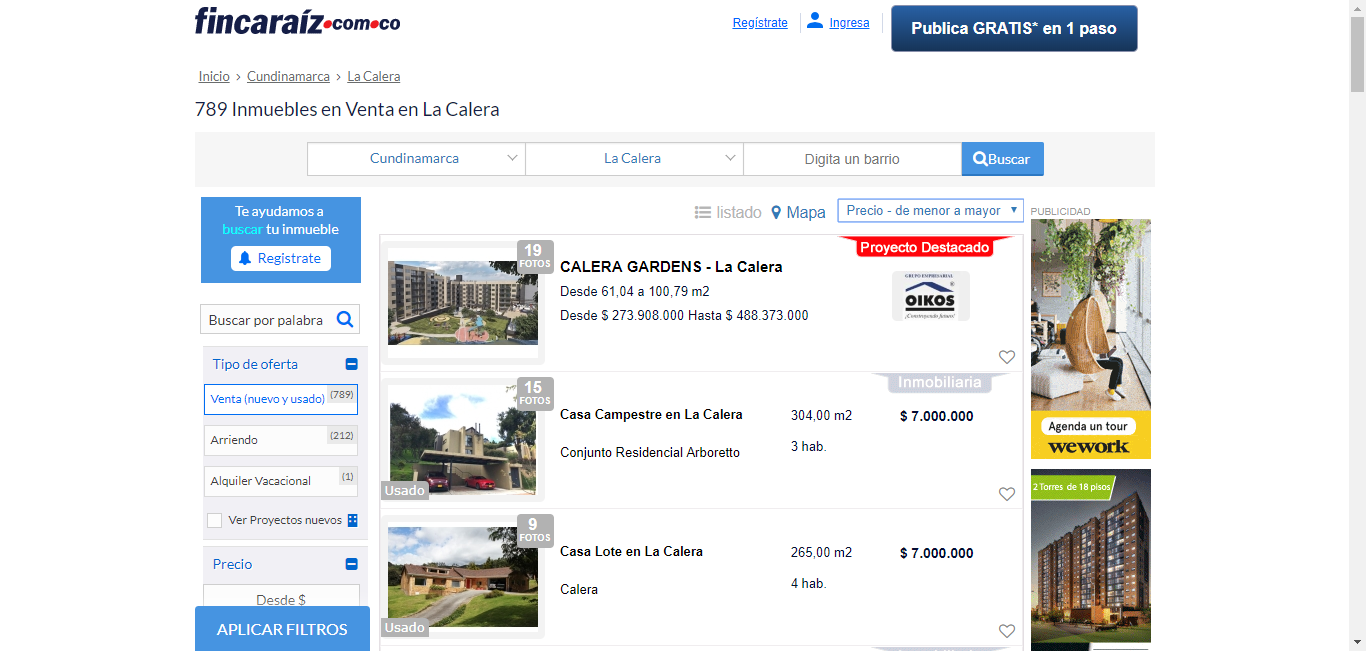 fincaraíz.com.co
Regístrate
Ingresa
Publica GRATIS* en 1 paso
Inicio › Cundinamarca › La Calera
789 Inmuebles en Venta en La Calera
Cundinamarca
La Calera
Digita un barrio
Buscar
Te ayudamos a
buscar tu inmueble
Registrate
Buscar por palabra
Tipo de oferta
Venta (nuevo y usado) (789)
Arriendo (212)
Alquiler Vacacional (1)
Ver Proyectos nuevos
Precio
Desde $
APLICAR FILTROS
listado
Mapa
Precio - de menor a mayor
19
FOTOS
Proyecto Destacado
CALERA GARDENS - La Calera
Desde 61,04 a 100,79 m2
Desde $ 273.908.000 Hasta $ 488.373.000
GRUPO EMPRESARIAL
OIKOS
¡Construyendo futuro!
15
FOTOS
Usado
Inmobiliaria
Casa Campestre en La Calera
304,00 m2
$ 7.000.000
Conjunto Residencial Arboretto
3 hab.
9
FOTOS
Usado
Casa Lote en La Calera
265,00 m2
$ 7.000.000
Calera
4 hab.
PUBLICIDAD
Agenda un tour
wework
2 Torres de 18 pisos